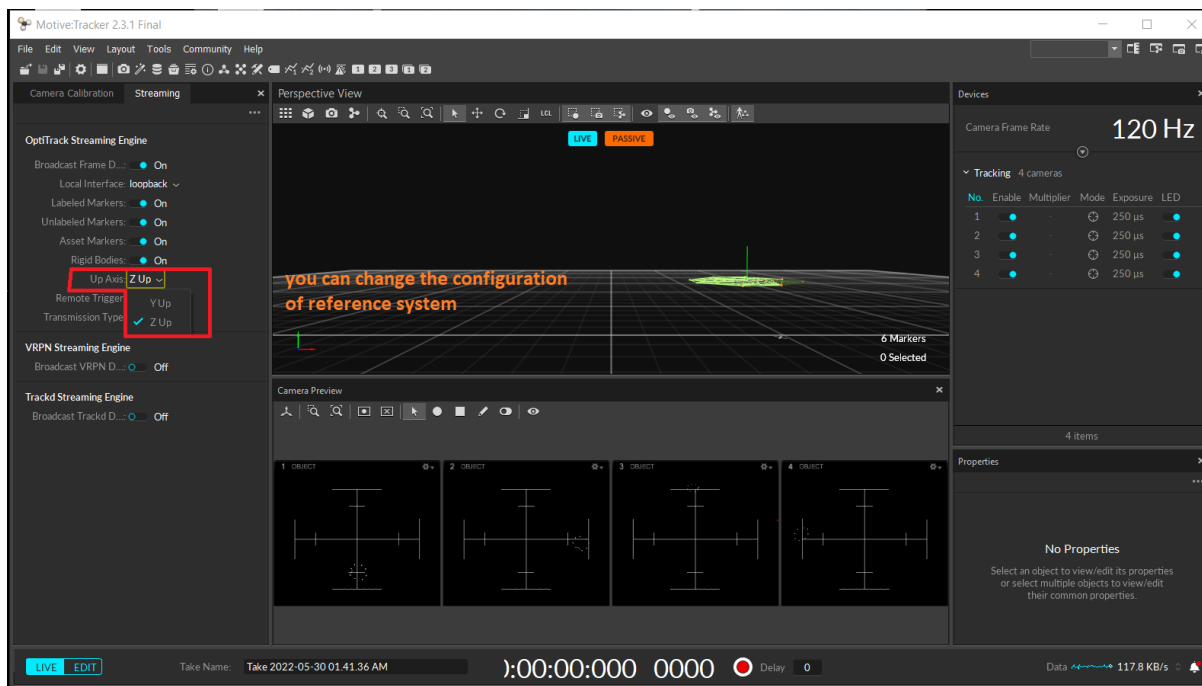 Motive:Tracker 2.3.1 Final
File Edit View Layout Tools Community Help
1 2 3
Camera Calibration Streaming
Perspective View
Devices
LCL
OptiTrack Streaming Engine
LIVE PASSIVE
Camera Frame Rate 120 Hz
Broadcast Frame D...: On
Local Interface: loopback
Labeled Markers: On
Unlabeled Markers: On
Asset Markers: On
Rigid Bodies: On
Up Axis: Z Up
Remote Trigger
Y Up
Transmission Type
Z Up
VRPN Streaming Engine
Broadcast VRPN D...: Off
Trackd Streaming Engine
Broadcast Trackd D...: Off
you can change the configuration
of reference system
6 Markers
0 Selected
Tracking 4 cameras
No. Enable Multiplier Mode Exposure LED
1 - 250 µs
2 - 250 µs
3 - 250 µs
4 - 250 µs
4 items
Camera Preview
1 OBJECT
2 OBJECT
3 OBJECT
4 OBJECT
Properties
No Properties
Select an object to view/edit its properties
or select multiple objects to view/edit
their common properties.
LIVE EDIT
Take Name: Take 2022-05-30 01.41.36 AM
):00:00:000 0000
Delay 0
Data 117.8 KB/s